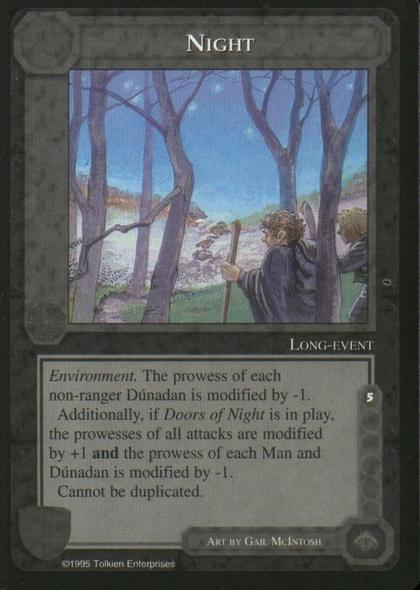 NIGHT
LONG-EVENT
Environment. The prowess of each
non-ranger Dúnadan is modified by -1.
Additionally, if Doors of Night is in play,
the prowesses of all attacks are modified
by +1 and the prowess of each Man and
Dúnadan is modified by -1.
Cannot be duplicated.
5
ART BY GAIL MCINTOSH
©1995 Tolkien Enterprises